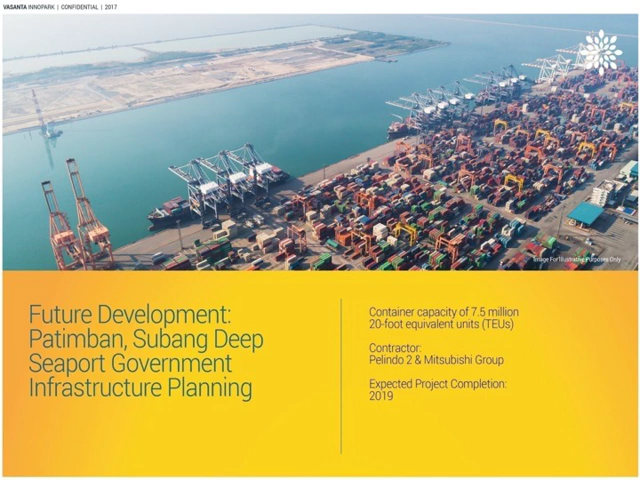 VASANTA INNOPARK | CONFIDENTIAL | 2017
Image For Illustrative Purposes Only
Future Development:
Patimban, Subang Deep
Seaport Government
Infrastructure Planning
Container capacity of 7.5 million
20-foot equivalent units (TEUs)
Contractor:
Pelindo 2 & Mitsubishi Group
Expected Project Completion:
2019